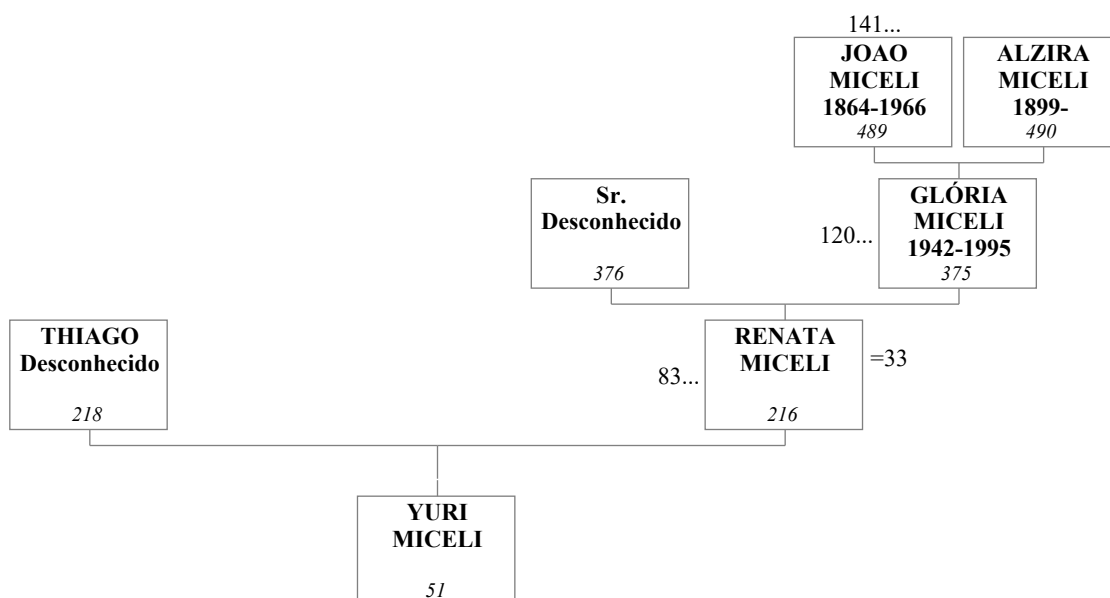 141...
JOAO
MICELI
1864-1966
489
ALZIRA
MICELI
1899-
490
Sr.
Desconhecido
376
120...
GLÓRIA
MICELI
1942-1995
375
THIAGO
Desconhecido
218
83...
RENATA
MICELI
216
=33
YURI
MICELI
51